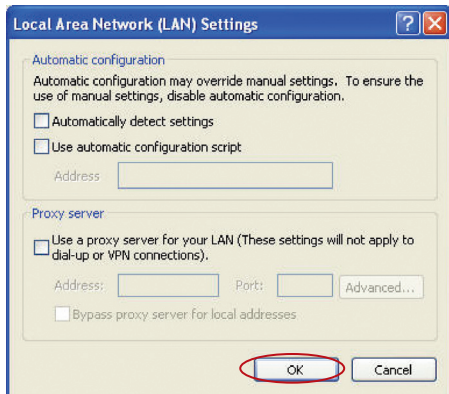 Local Area Network (LAN) Settings
Automatic configuration
Automatic configuration may override manual settings. To ensure the
use of manual settings, disable automatic configuration.
Automatically detect settings
Use automatic configuration script
Address
Proxy server
Use a proxy server for your LAN (These settings will not apply to
dial-up or VPN connections).
Address: Port: Advanced...
Bypass proxy server for local addresses
OK Cancel